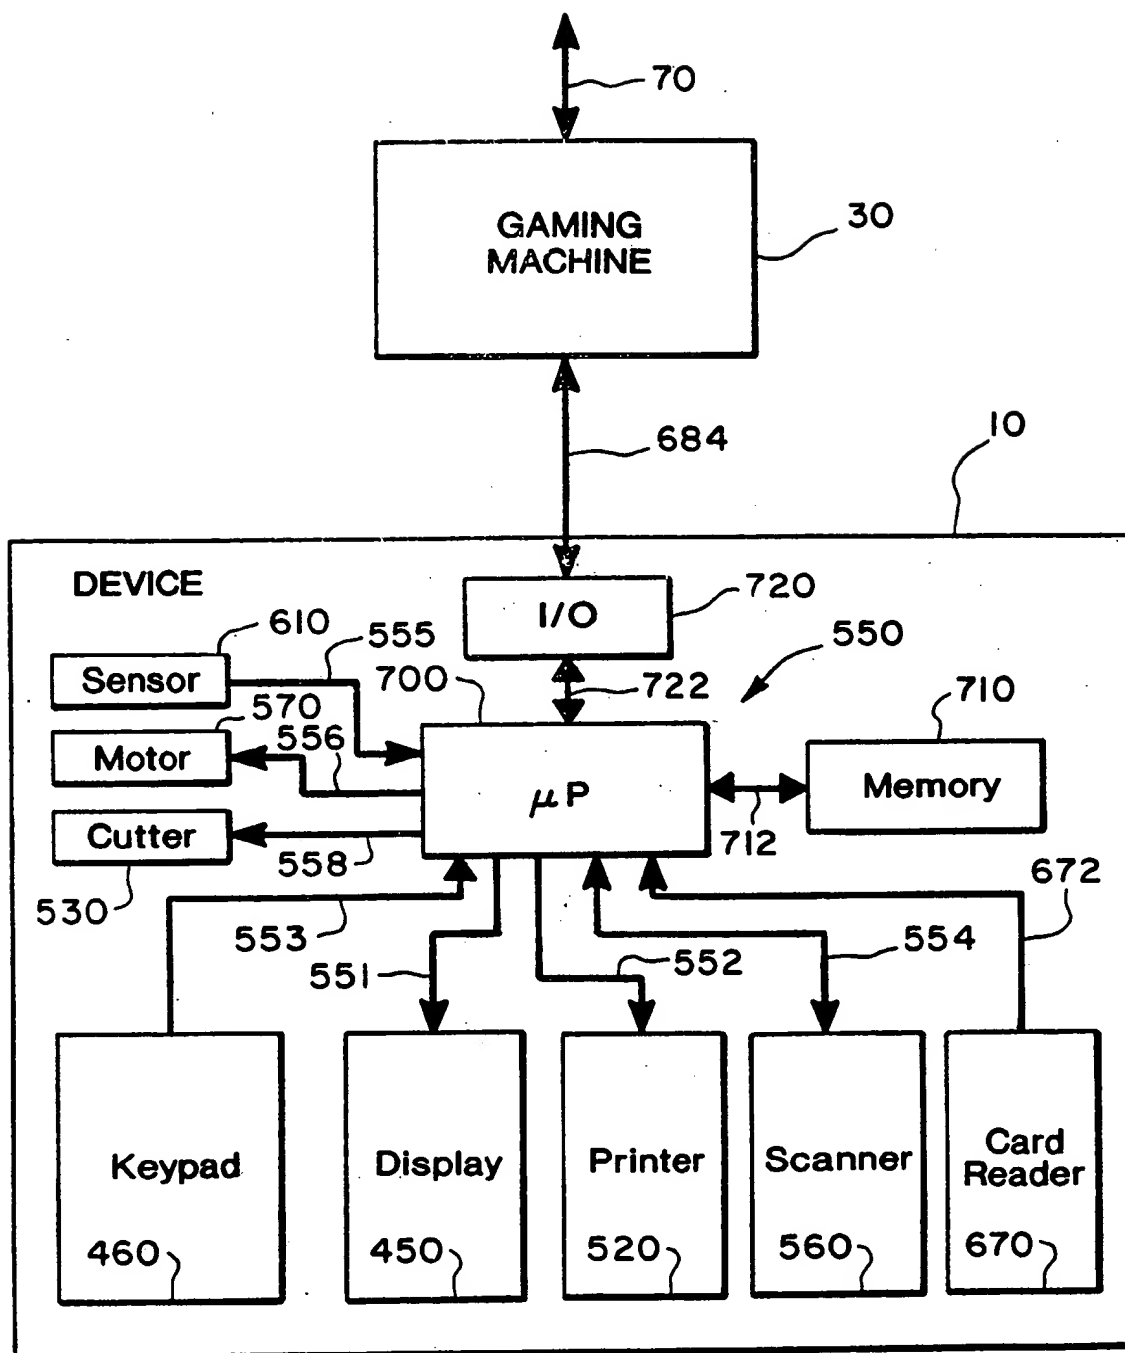 70
GAMING
MACHINE
30
684
10
DEVICE
I/O
720
610
555
Sensor
700
722
550
570
556
710
Motor
μP
Memory
712
Cutter
558
530
553
551
552
554
672
Keypad
Display
Printer
Scanner
Card
Reader
460
450
520
560
670